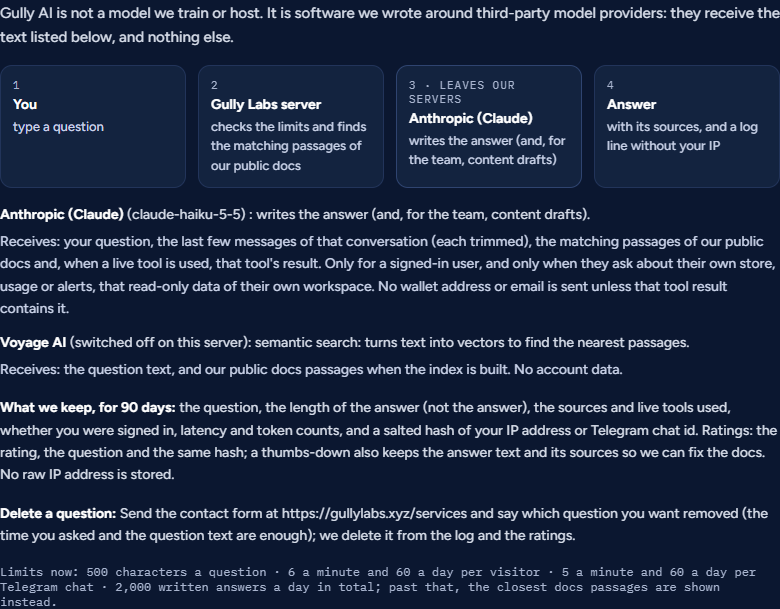 Gully AI is not a model we train or host. It is software we wrote around third-party model providers: they receive the
text listed below, and nothing else.
1
You
type a question
2
Gully Labs server
checks the limits and finds
the matching passages of
our public docs
3 · LEAVES OUR
SERVERS
Anthropic (Claude)
writes the answer (and, for
the team, content drafts)
4
Answer
with its sources, and a log
line without your IP
Anthropic (Claude) (claude-haiku-5-5) : writes the answer (and, for the team, content drafts).
Receives: your question, the last few messages of that conversation (each trimmed), the matching passages of our public
docs and, when a live tool is used, that tool's result. Only for a signed-in user, and only when they ask about their own store,
usage or alerts, that read-only data of their own workspace. No wallet address or email is sent unless that tool result
contains it.
Voyage AI (switched off on this server): semantic search: turns text into vectors to find the nearest passages.
Receives: the question text, and our public docs passages when the index is built. No account data.
What we keep, for 90 days: the question, the length of the answer (not the answer), the sources and live tools used,
whether you were signed in, latency and token counts, and a salted hash of your IP address or Telegram chat id. Ratings: the
rating, the question and the same hash; a thumbs-down also keeps the answer text and its sources so we can fix the docs.
No raw IP address is stored.
Delete a question: Send the contact form at https://gullylabs.xyz/services and say which question you want removed (the
time you asked and the question text are enough); we delete it from the log and the ratings.
Limits now: 500 characters a question · 6 a minute and 60 a day per visitor · 5 a minute and 60 a day per
Telegram chat · 2,000 written answers a day in total; past that, the closest docs passages are shown
instead.